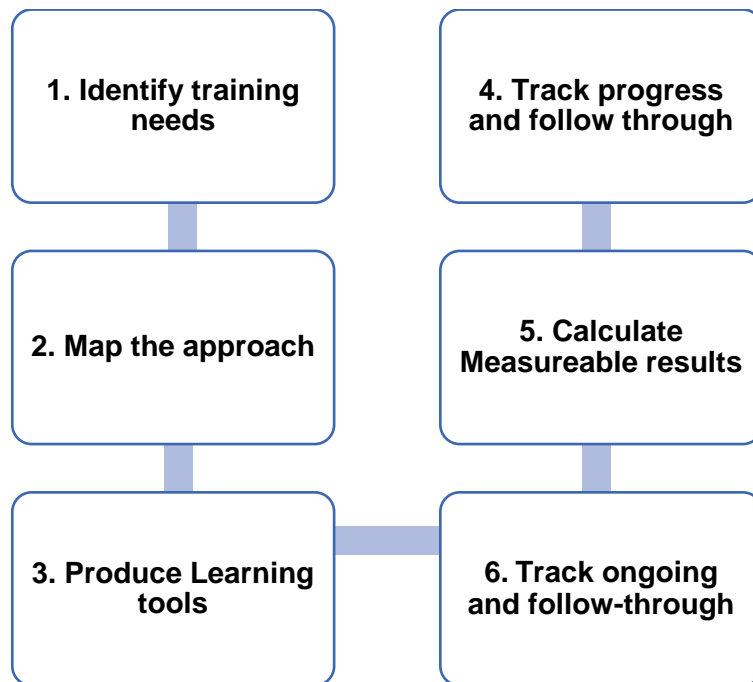 1. Identify training
needs
2. Map the approach
3. Produce Learning
tools
4. Track progress
and follow through
5. Calculate
Measureable results
6. Track ongoing
and follow-through